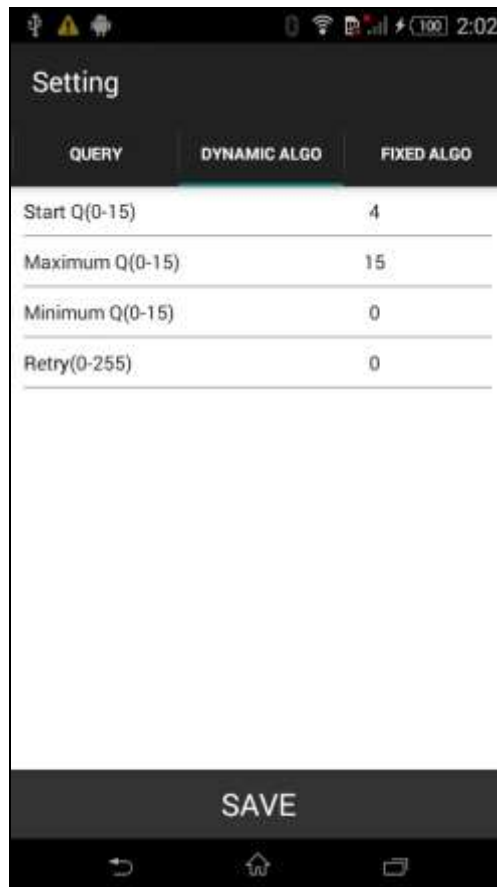 100 2:02
Setting
QUERY DYNAMIC ALGO FIXED ALGO
Start Q(0-15) 4
Maximum Q(0-15) 15
Minimum Q(0-15) 0
Retry(0-255) 0
SAVE